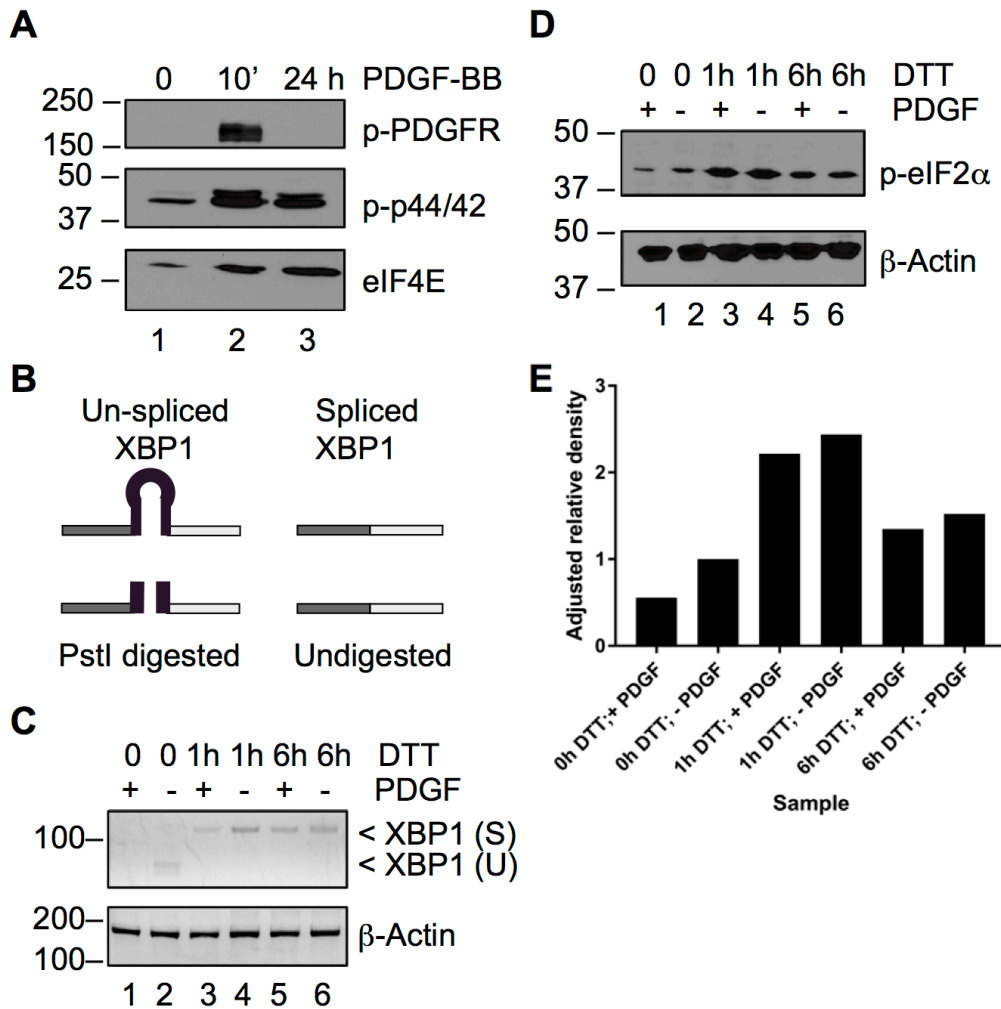 A
0 10’ 24 h PDGF-BB
250
150
p-PDGFR
50
37
p-p44/42
25
eIF4E
1 2 3
B
Un-spliced
XBP1
Spliced
XBP1
PstI digested
Undigested
C
0 0 1h 1h 6h 6h DTT
+ - + - + - PDGF
100
< XBP1 (S)
< XBP1 (U)
200
100
β-Actin
1 2 3 4 5 6
D
0 0 1h 1h 6h 6h DTT
+ - + - + - PDGF
50
37
p-eIF2α
50
37
β-Actin
1 2 3 4 5 6
E
Adjusted relative density
3
2
1
0
0h DTT;+ PDGF
0h DTT; - PDGF
1h DTT; + PDGF
1h DTT; - PDGF
6h DTT; + PDGF
6h DTT; - PDGF
Sample